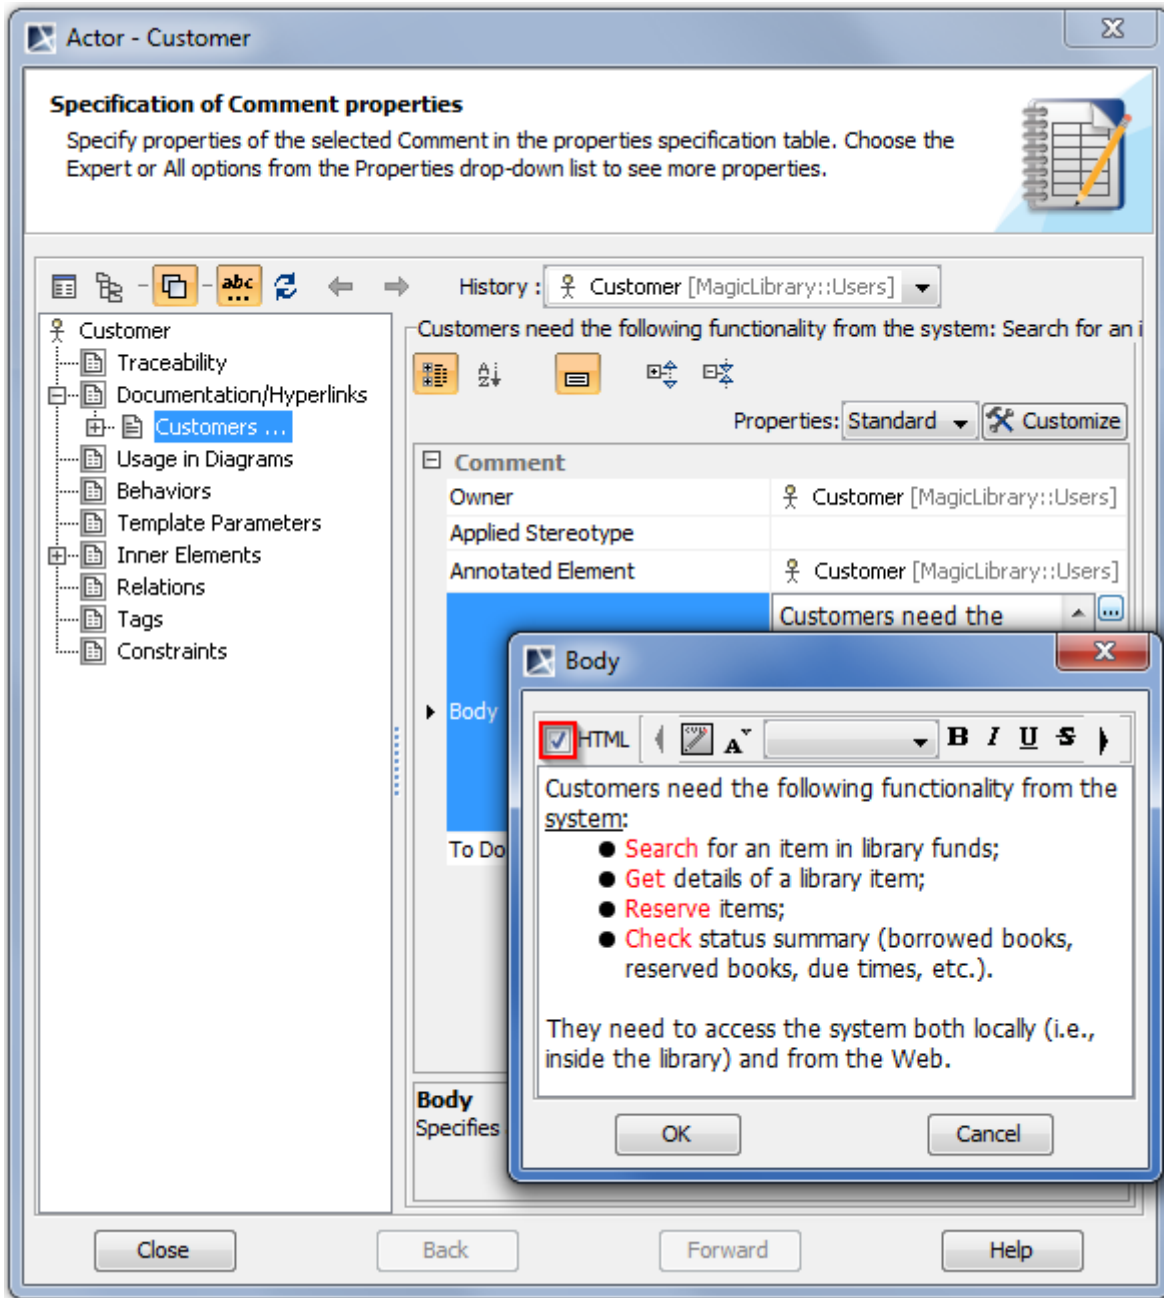 Actor - Customer
Specification of Comment properties
Specify properties of the selected Comment in the properties specification table. Choose the
Expert or All options from the Properties drop-down list to see more properties.
abc
History : Customer [MagicLibrary::Users]
Customer
Traceability
Documentation/Hyperlinks
Customers ...
Usage in Diagrams
Behaviors
Template Parameters
Inner Elements
Relations
Tags
Constraints
Customers need the following functionality from the system: Search for an i
Properties: Standard Customize
Comment
Owner Customer [MagicLibrary::Users]
Applied Stereotype
Annotated Element Customer [MagicLibrary::Users]
Body Customers need the
To Do
Body
Specifies
Body
HTML A B I U S
Customers need the following functionality from the
system:
● Search for an item in library funds;
● Get details of a library item;
● Reserve items;
● Check status summary (borrowed books,
reserved books, due times, etc.).
They need to access the system both locally (i.e.,
inside the library) and from the Web.
OK Cancel
Close Back Forward Help